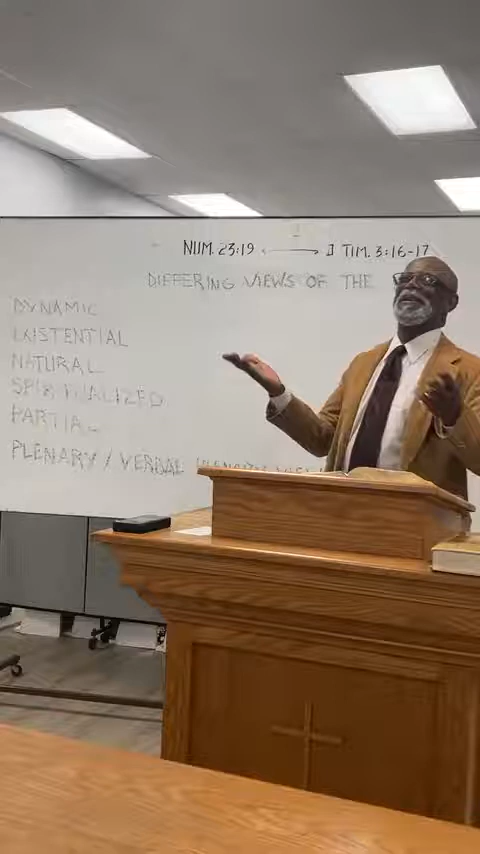 NUM. 23:19 ⟷ II TIM. 3:16-17
DIFFERING VIEWS OF THE
DYNAMIC
EXISTENTIAL
NATURAL
SPIRITUALIZED
PARTIAL
PLENARY / VERBAL